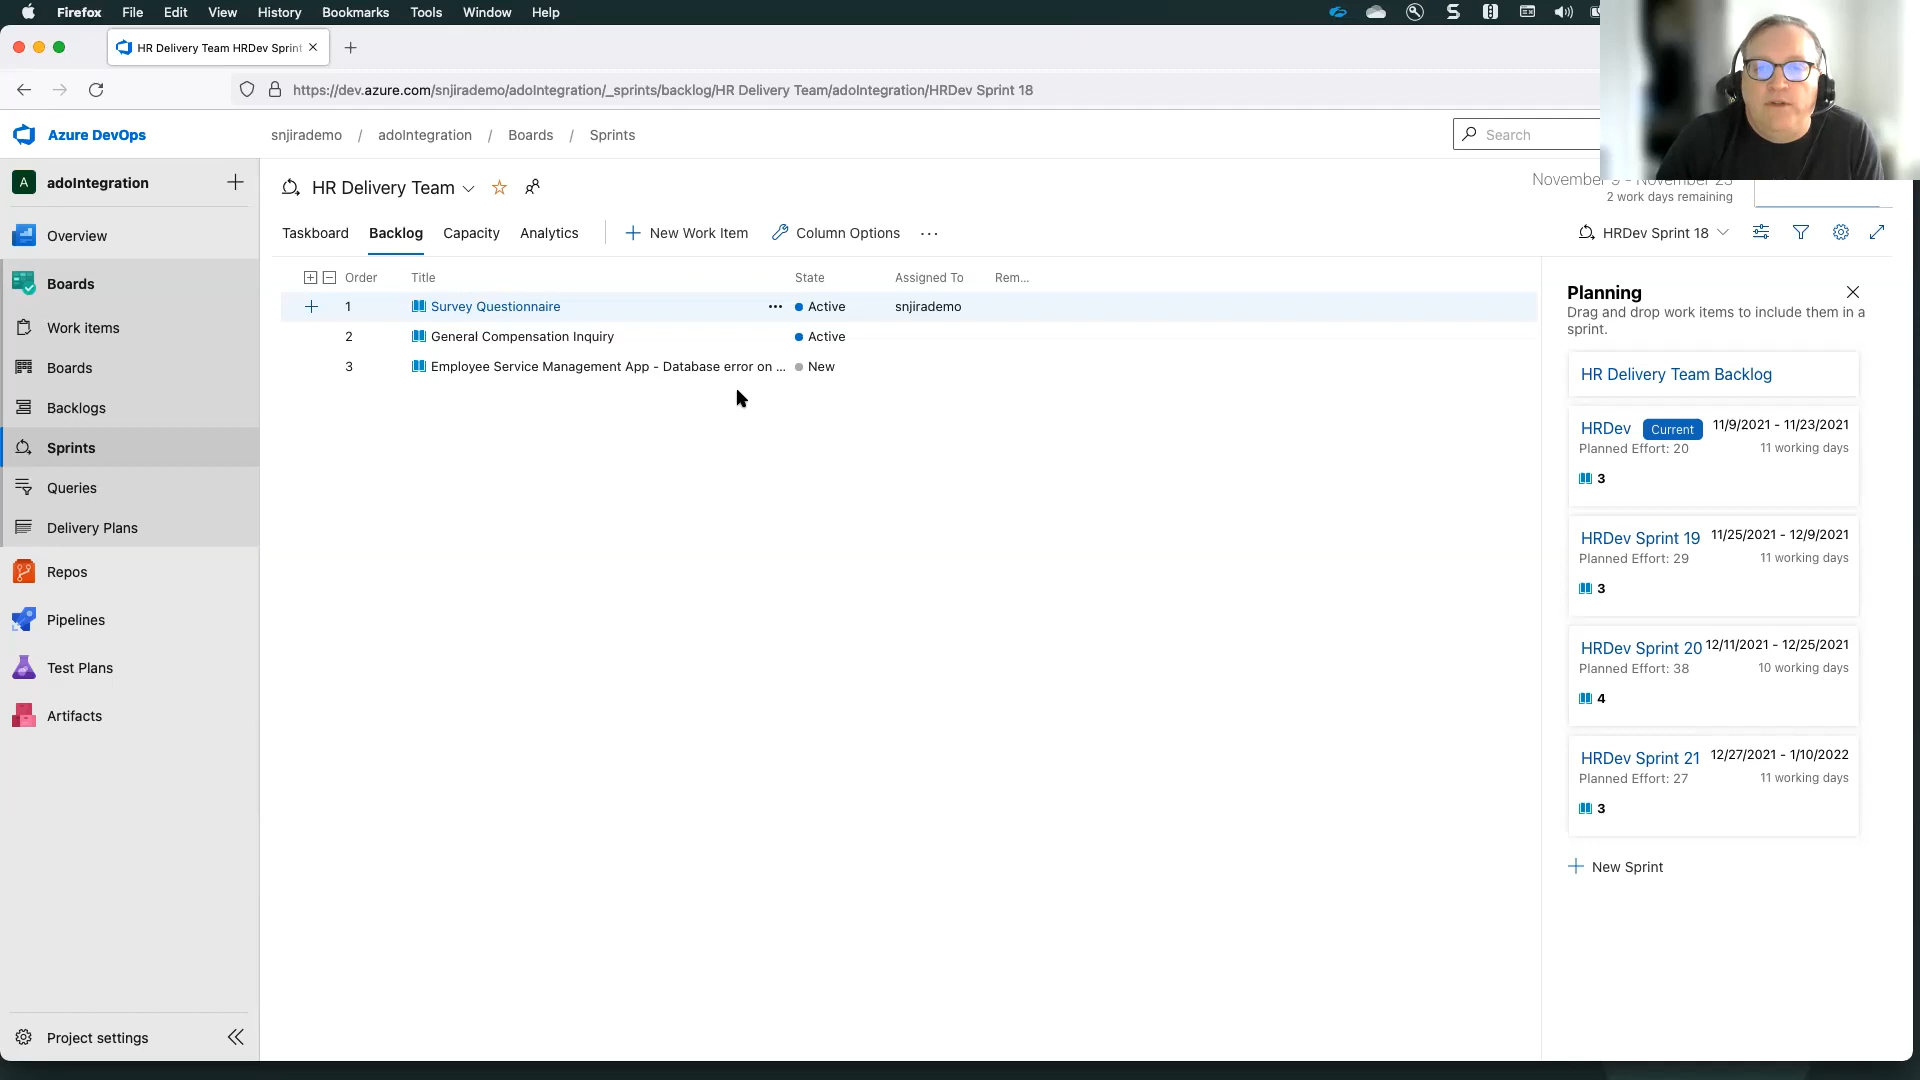 Firefox File Edit View History Bookmarks Tools Window Help
HR Delivery Team HRDev Sprint
https://dev.azure.com/snjirademo/adoIntegration/_sprints/backlog/HR Delivery Team/adoIntegration/HRDev Sprint 18
Azure DevOps
snjirademo / adoIntegration / Boards / Sprints
Search
A adoIntegration
Overview
Boards
Work items
Boards
Backlogs
Sprints
Queries
Delivery Plans
Repos
Pipelines
Test Plans
Artifacts
Project settings
HR Delivery Team
November 9 - November 23
2 work days remaining
Taskboard Backlog Capacity Analytics New Work Item Column Options
HRDev Sprint 18
Order Title State Assigned To Rem...
1 Survey Questionnaire Active snjirademo
2 General Compensation Inquiry Active
3 Employee Service Management App - Database error on ... New
Planning
Drag and drop work items to include them in a
sprint.
HR Delivery Team Backlog
HRDev Current 11/9/2021 - 11/23/2021
Planned Effort: 20 11 working days
3
HRDev Sprint 19 11/25/2021 - 12/9/2021
Planned Effort: 29 11 working days
3
HRDev Sprint 20 12/11/2021 - 12/25/2021
Planned Effort: 38 10 working days
4
HRDev Sprint 21 12/27/2021 - 1/10/2022
Planned Effort: 27 11 working days
3
New Sprint